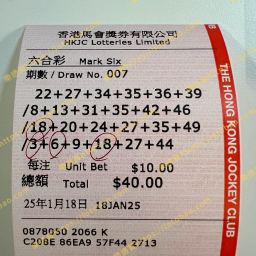 香港馬會獎券有限公司
HKJC Lotteries Limited
六合彩 Mark Six
期數 / Draw No. 007
22+27+34+35+36+39
/8+13+31+35+42+46
/18+20+24+27+35+49
/3+6+9+18+27+44
每注 Unit Bet $10.00
總額 Total $40.00
25年1月18日 18JAN25
0878050 2066 K
C208E 86EA9 57F44 2713
THE HONG KONG JOCKEY CLUB